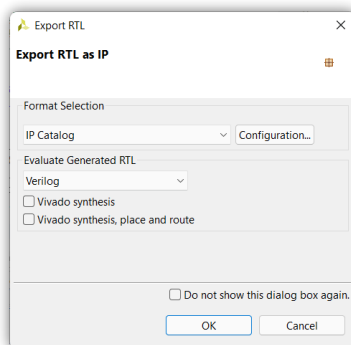 Export RTL
Export RTL as IP
Format Selection
IP Catalog
Configuration...
Evaluate Generated RTL
Verilog
Vivado synthesis
Vivado synthesis, place and route
Do not show this dialog box again.
OK
Cancel